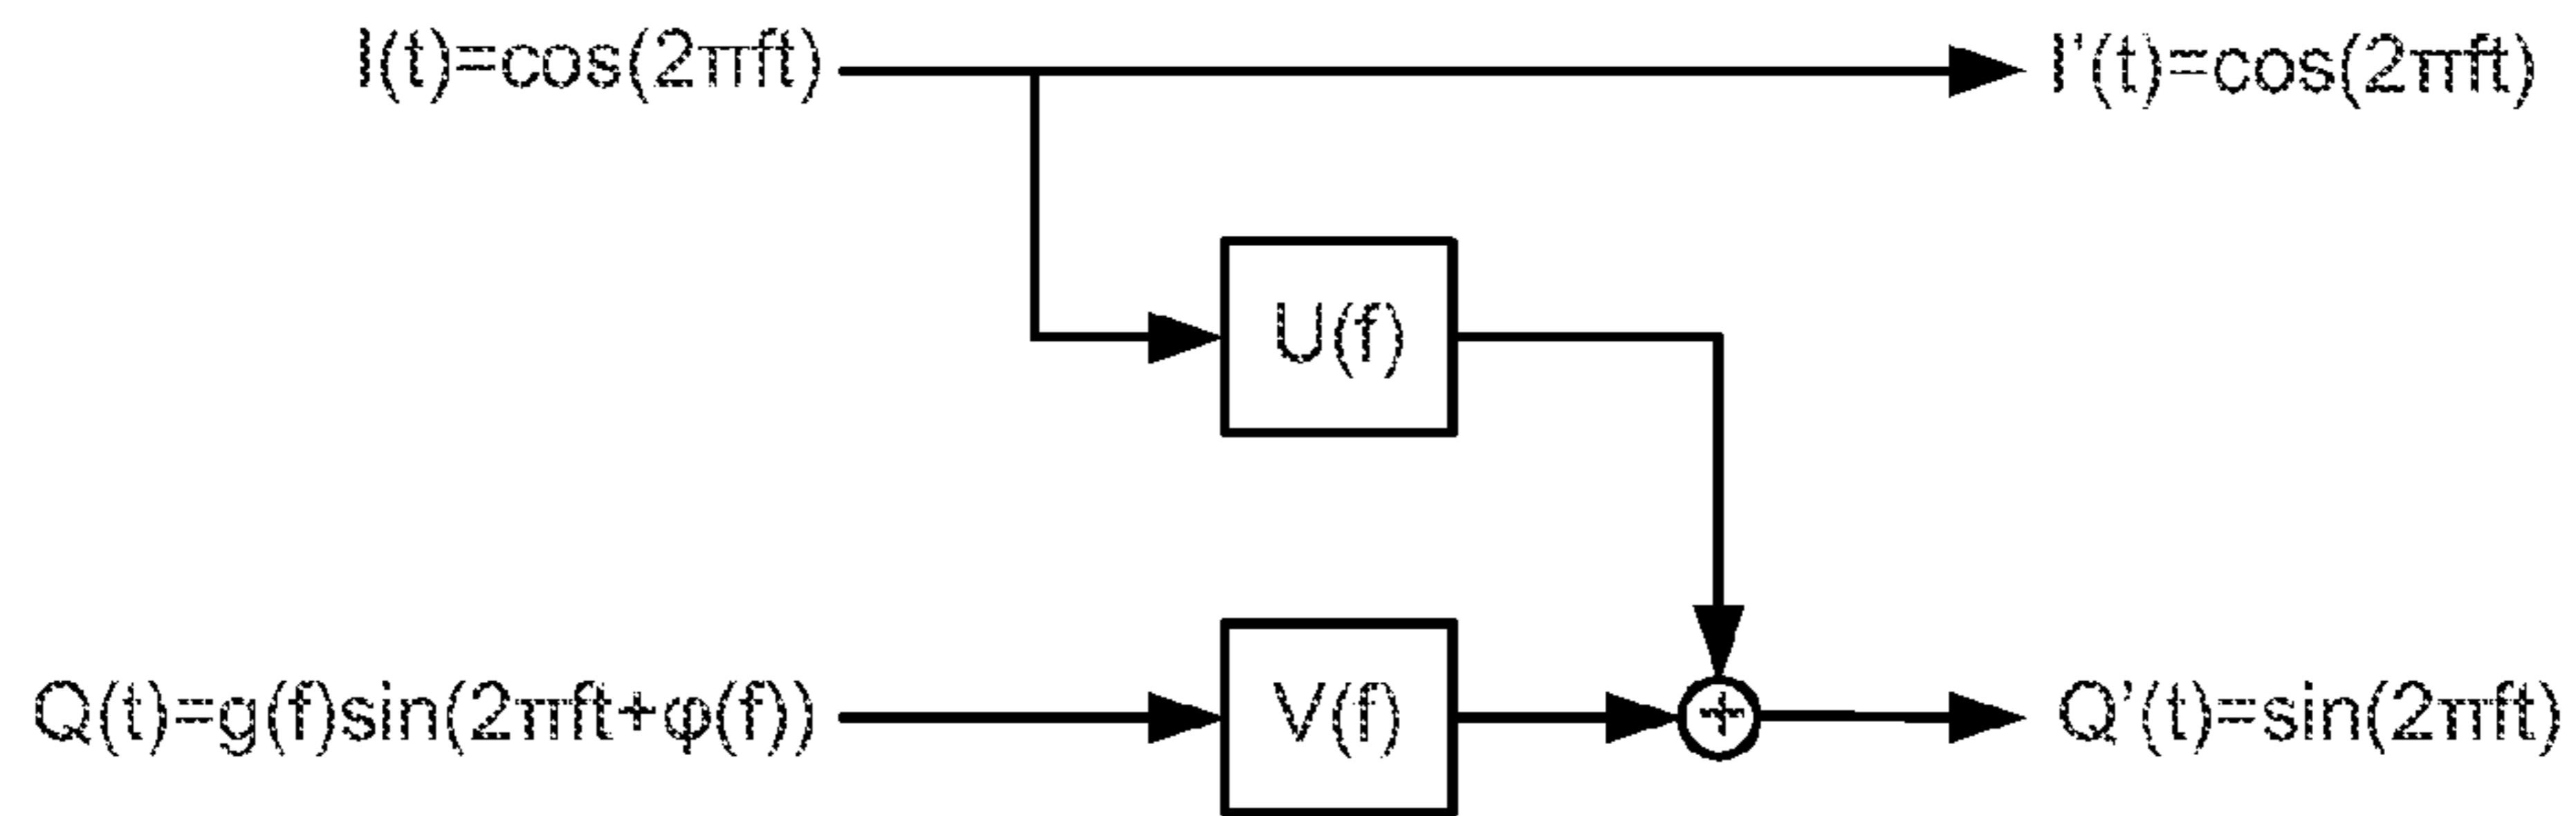 I(t)=cos(2πft) I’(t)=cos(2πft)
U(f)
Q(t)=g(f)sin(2πft+φ(f)) V(f) + Q’(t)=sin(2πft)